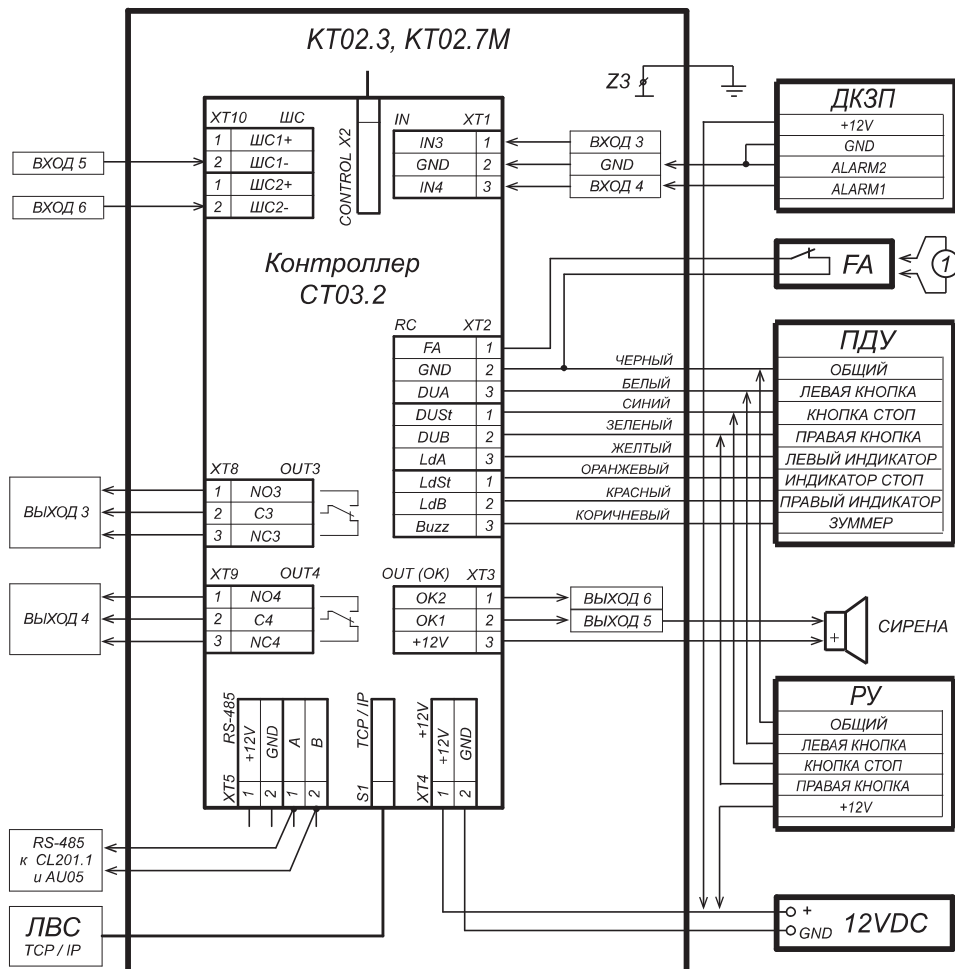 КТ02.3, КТ02.7М
Z3
ХТ10 ШС
1 ШС1+
2 ШС1-
1 ШС2+
2 ШС2-
CONTROL X2
IN XT1
IN3 1
GND 2
IN4 3
ВХОД 3
GND
ВХОД 4
ВХОД 5
ВХОД 6
ДКЗП
+12V
GND
ALARM2
ALARM1
Контроллер
СТ03.2
FA
1
RC XT2
FA 1
GND 2
DUA 3
DUSt 1
DUB 2
LdA 3
LdSt 1
LdB 2
Buzz 3
ЧЕРНЫЙ
БЕЛЫЙ
СИНИЙ
ЗЕЛЕНЫЙ
ЖЕЛТЫЙ
ОРАНЖЕВЫЙ
КРАСНЫЙ
КОРИЧНЕВЫЙ
ПДУ
ОБЩИЙ
ЛЕВАЯ КНОПКА
КНОПКА СТОП
ПРАВАЯ КНОПКА
ЛЕВЫЙ ИНДИКАТОР
ИНДИКАТОР СТОП
ПРАВЫЙ ИНДИКАТОР
ЗУММЕР
ВЫХОД 3
XT8 OUT3
1 NO3
2 C3
3 NC3
ВЫХОД 4
XT9 OUT4
1 NO4
2 C4
3 NC4
OUT (OK) XT3
OK2 1
OK1 2
+12V 3
ВЫХОД 6
ВЫХОД 5
+
СИРЕНА
РУ
ОБЩИЙ
ЛЕВАЯ КНОПКА
КНОПКА СТОП
ПРАВАЯ КНОПКА
+12V
XT5 RS-485
1 +12V
2 GND
1 A
2 B
S1 TCP / IP
XT4 +12V
1 +12V
2 GND
RS-485
к CL201.1
и AU05
ЛВС
TCP / IP
+
GND
12VDC